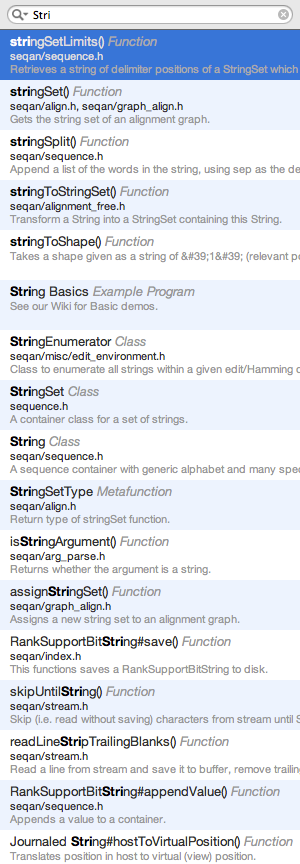 Stri
stringSetLimits() Function
seqan/sequence.h
Retrieves a string of delimiter positions of a StringSet which
stringSet() Function
seqan/align.h, seqan/graph_align.h
Gets the string set of an alignment graph.
stringSplit() Function
seqan/sequence.h
Append a list of the words in the string, using sep as the de
stringToStringSet() Function
seqan/alignment_free.h
Transform a String into a StringSet containing this String.
stringToShape() Function
Takes a shape given as a string of &#39;1&#39; (relevant po
String Basics Example Program
See our Wiki for Basic demos.
StringEnumerator Class
seqan/misc/edit_environment.h
Class to enumerate all strings within a given edit/Hamming d
StringSet Class
sequence.h
A container class for a set of strings.
String Class
seqan/sequence.h
A sequence container with generic alphabet and many spec
StringSetType Metafunction
seqan/align.h
Return type of stringSet function.
isStringArgument() Function
seqan/arg_parse.h
Returns whether the argument is a string.
assignStringSet() Function
seqan/graph_align.h
Assigns a new string set to an alignment graph.
RankSupportBitString#save() Function
seqan/index.h
This functions saves a RankSupportBitString to disk.
skipUntilString() Function
seqan/stream.h
Skip (i.e. read without saving) characters from stream until S
readLineStripTrailingBlanks() Function
seqan/stream.h
Read a line from stream and save it to buffer, remove trailin
RankSupportBitString#appendValue() Function
seqan/sequence.h
Appends a value to a container.
Journaled String#hostToVirtualPosition() Function
Translates position in host to virtual (view) position.